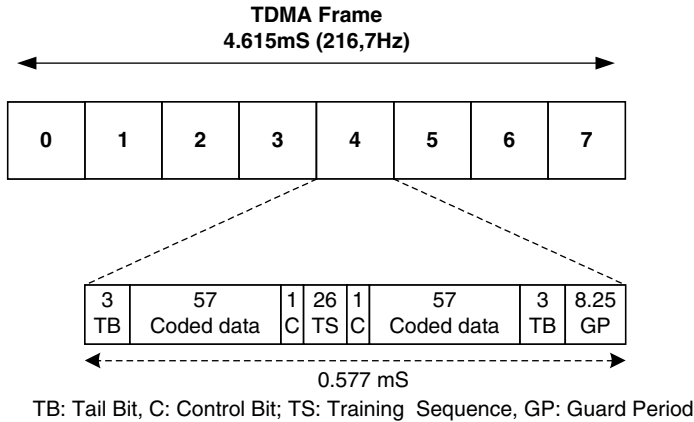 TDMA Frame
4.615mS (216,7Hz)
0 1 2 3 4 5 6 7
3 57 1 26 1 57 3 8.25
TB Coded data C TS C Coded data TB GP
0.577 mS
TB: Tail Bit, C: Control Bit; TS: Training Sequence, GP: Guard Period